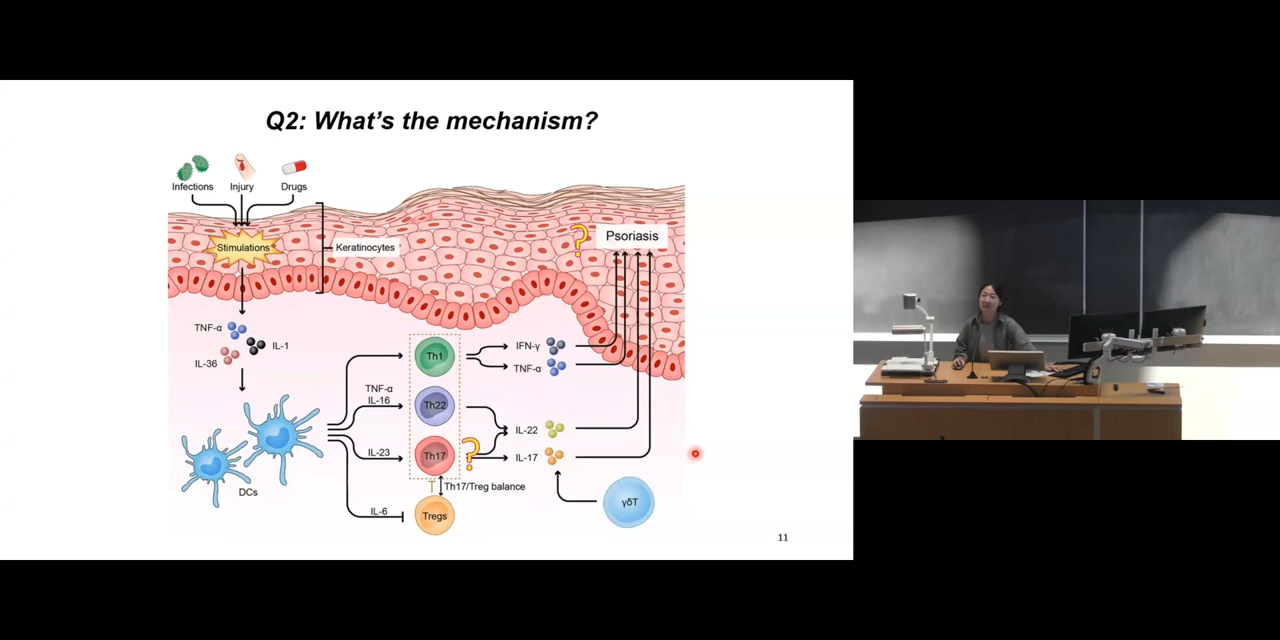 Q2: What's the mechanism?
Infections
Injury
Drugs
Stimulations
Keratinocytes
?
Psoriasis
TNF-α
IL-1
IL-36
DCs
TNF-α
IL-16
IL-23
IL-6
Th1
Th22
Th17
?
Th17/Treg balance
Tregs
IFN-γ
TNF-α
IL-22
IL-17
γδT
11